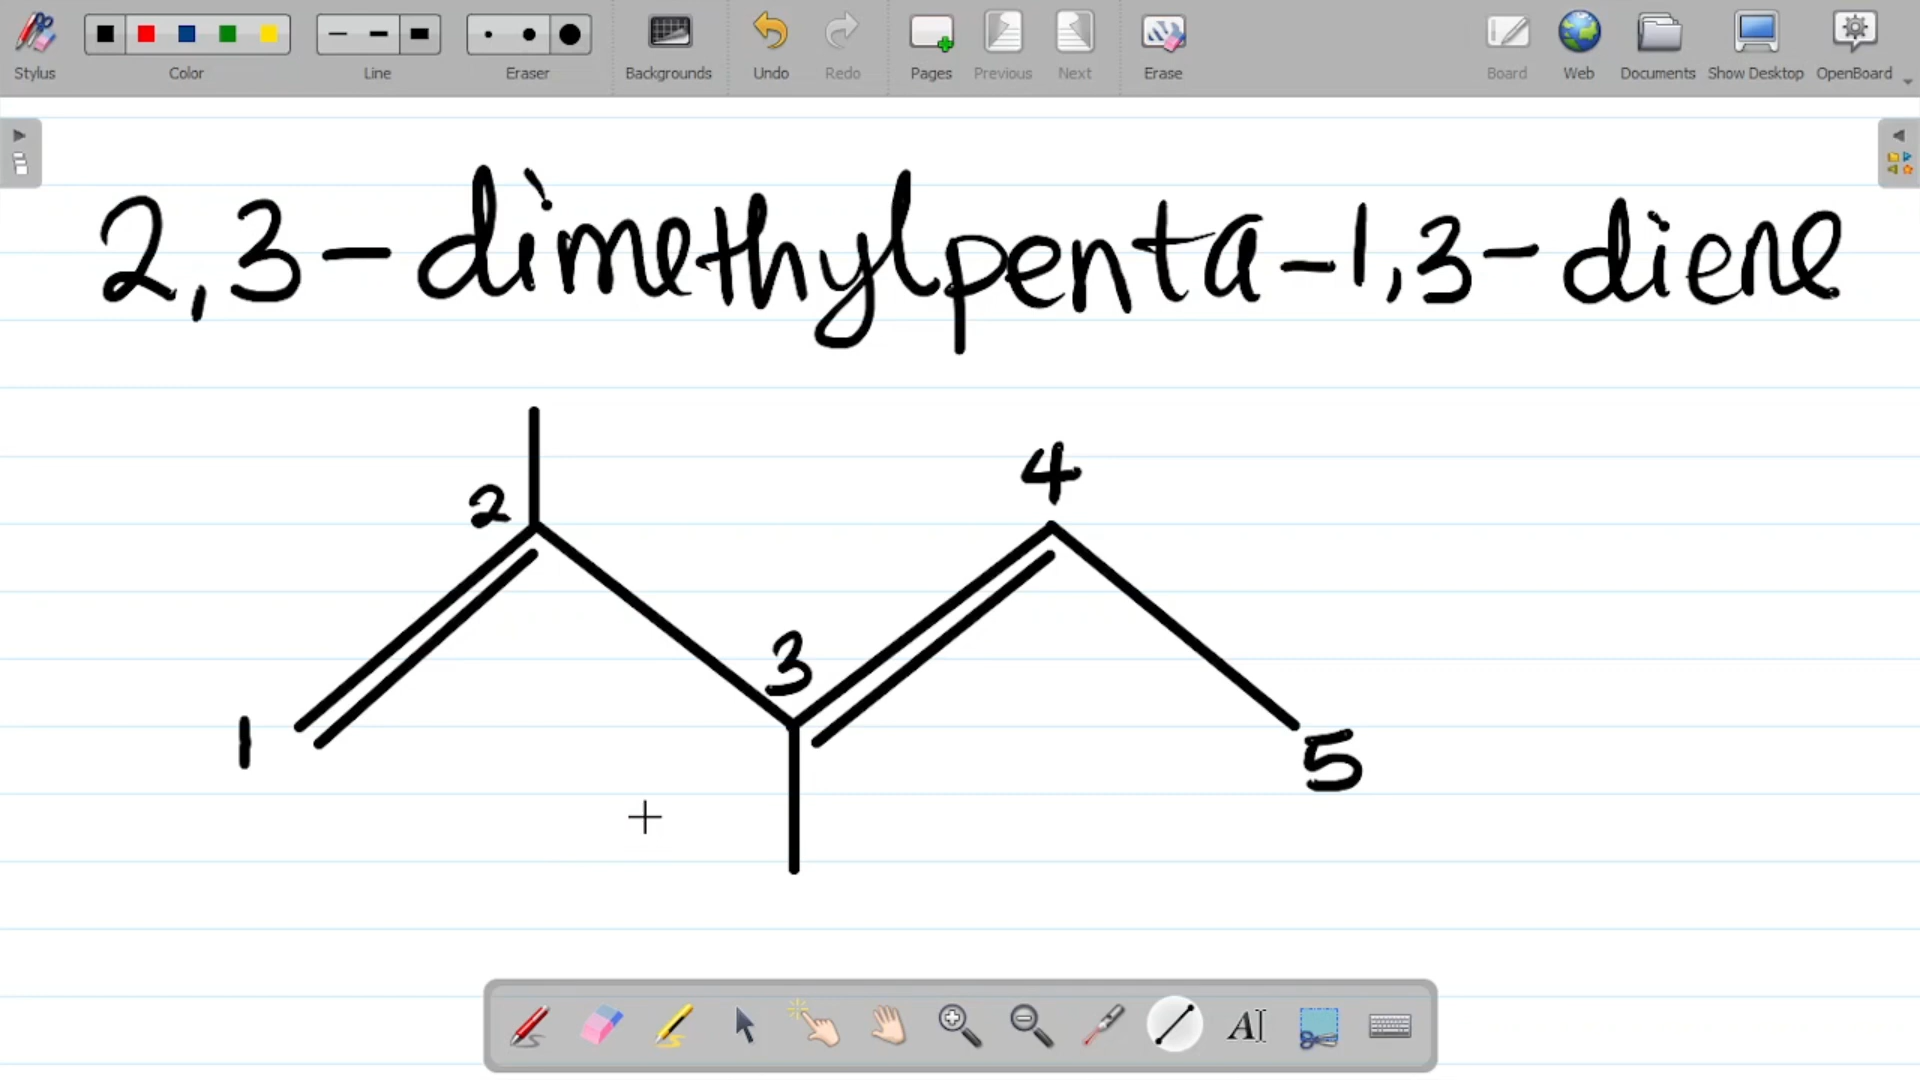 Stylus Color Line Eraser Backgrounds Undo Redo Pages Previous Next Erase Board Web Documents Show Desktop OpenBoard
2,3-dimethylpenta-1,3-diene
2 4
3
1 5
AI